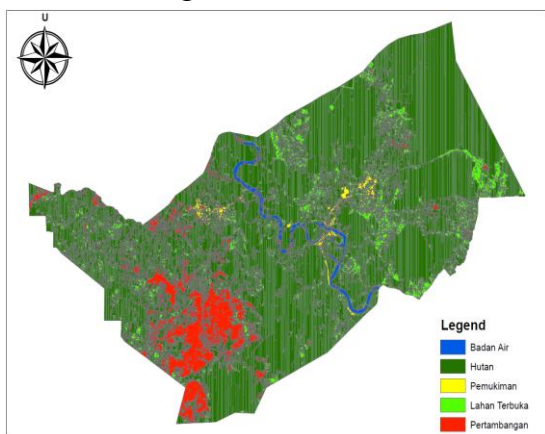 U
Legend
Badan Air
Hutan
Pemukiman
Lahan Terbuka
Pertambangan